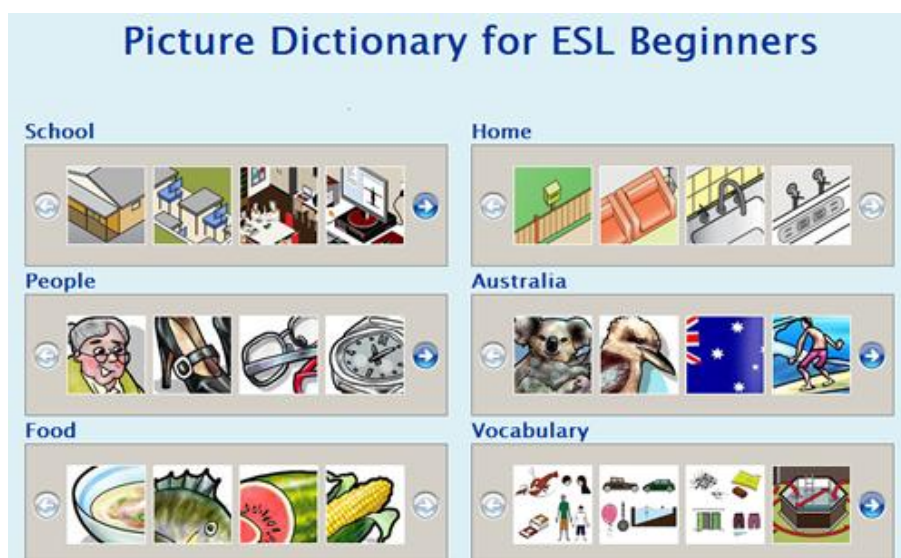 Picture Dictionary for ESL Beginners
School
Home
People
Australia
Food
Vocabulary